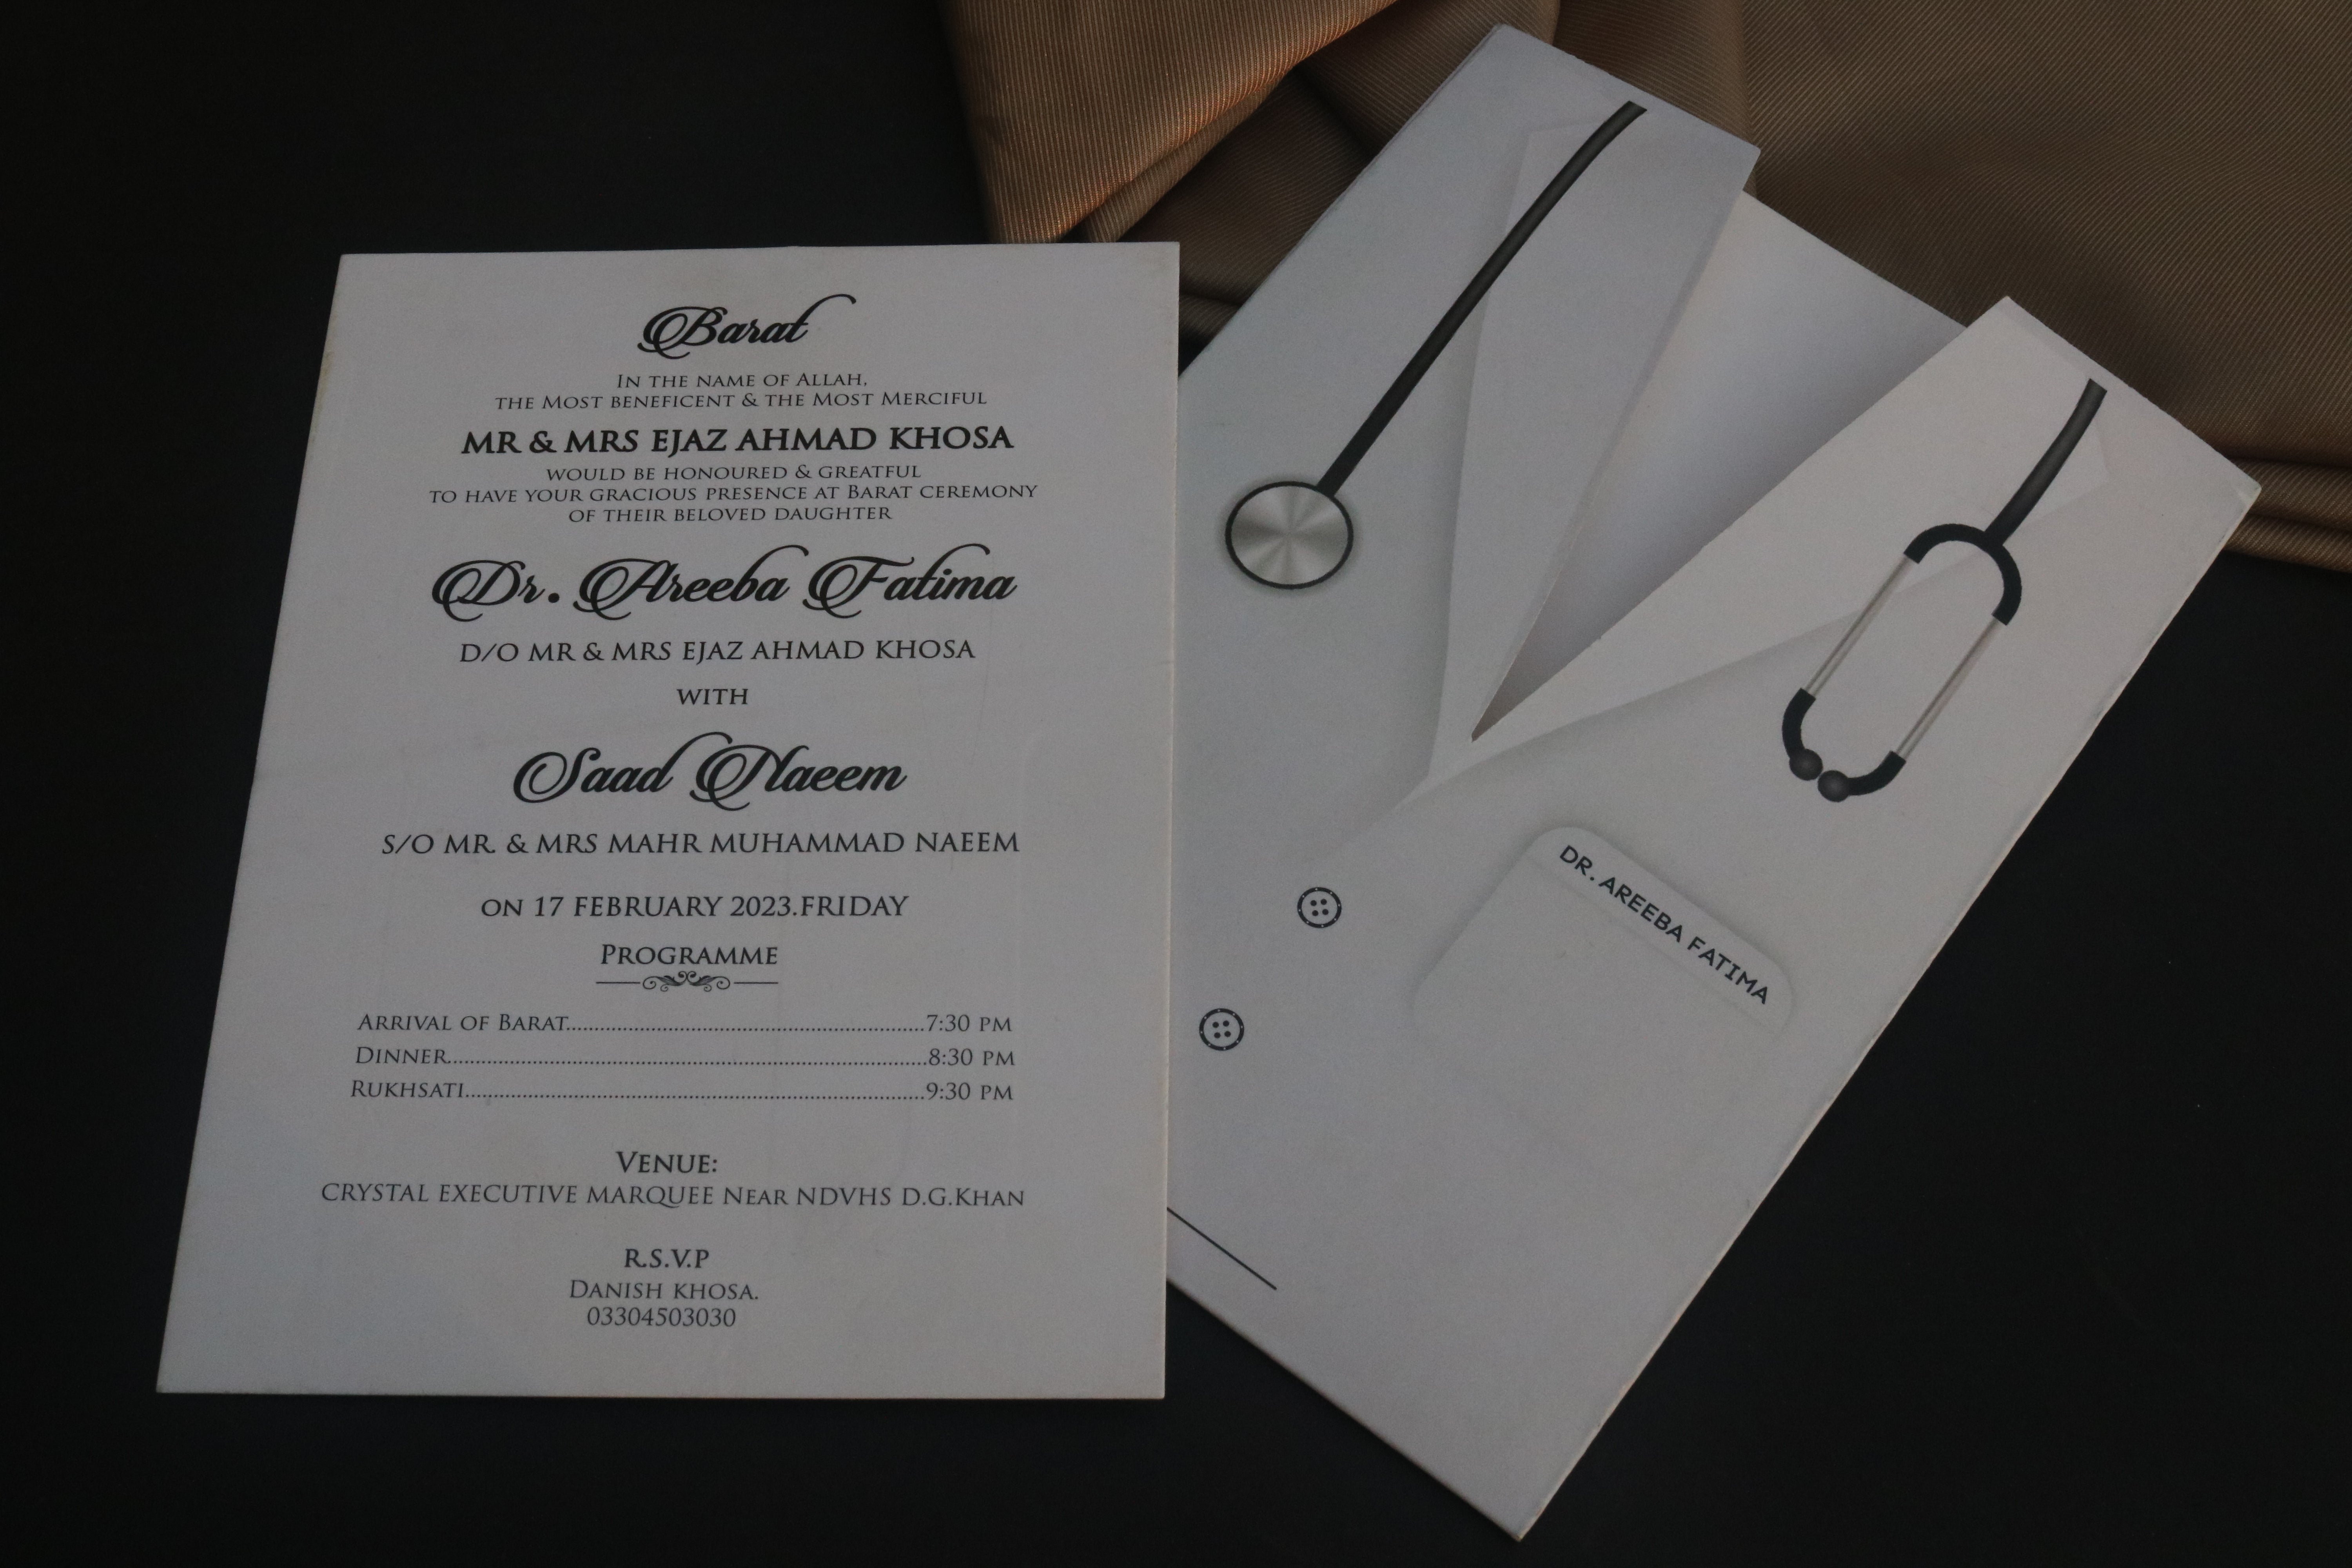 Barat
IN THE NAME OF ALLAH,
THE MOST BENEFICENT & THE MOST MERCIFUL
MR & MRS EJAZ AHMAD KHOSA
WOULD BE HONOURED & GREATFUL
TO HAVE YOUR GRACIOUS PRESENCE AT BARAT CEREMONY
OF THEIR BELOVED DAUGHTER
Dr. Areeba Fatima
D/O MR & MRS EJAZ AHMAD KHOSA
WITH
Saad Naeem
S/O MR. & MRS MAHR MUHAMMAD NAEEM
ON 17 FEBRUARY 2023.FRIDAY
PROGRAMME
ARRIVAL OF BARAT..........7:30 PM
DINNER..........8:30 PM
RUKHSATI..........9:30 PM
VENUE:
CRYSTAL EXECUTIVE MARQUEE NEAR NDVHS D.G.KHAN
R.S.V.P
DANISH KHOSA.
03304503030
DR. AREEBA FATIMA